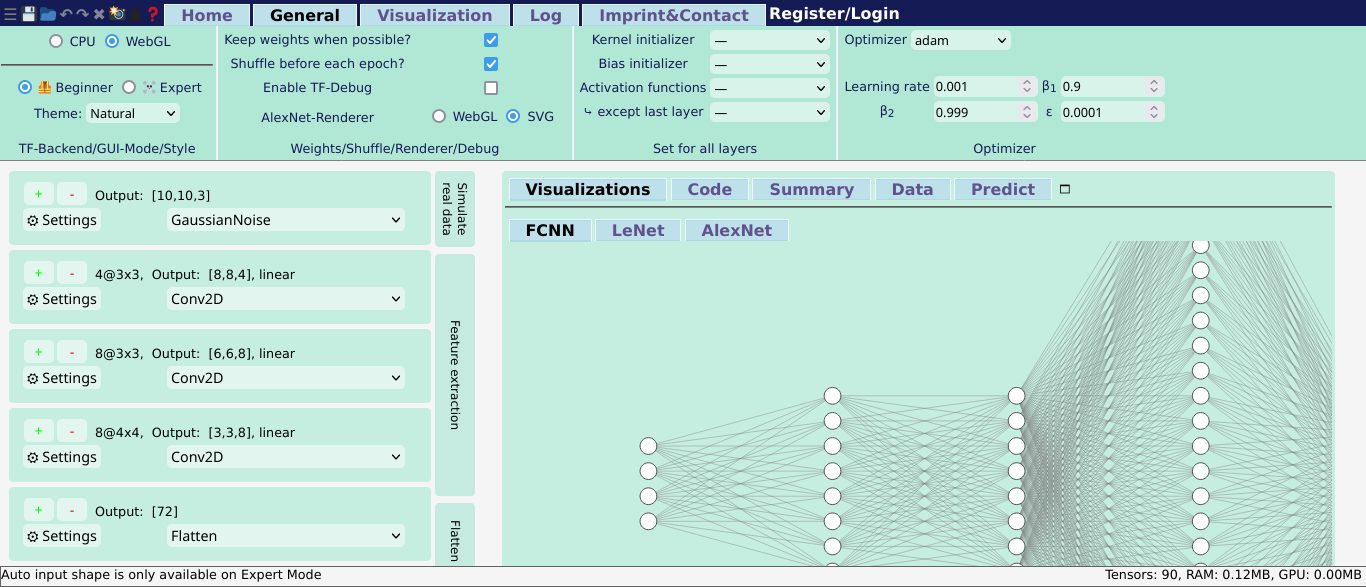 Home General Visualization Log Imprint&Contact Register/Login
CPU WebGL
Beginner Expert
Theme: Natural
TF-Backend/GUI-Mode/Style
Keep weights when possible?
Shuffle before each epoch?
Enable TF-Debug
AlexNet-Renderer WebGL SVG
Weights/Shuffle/Renderer/Debug
Kernel initializer —
Bias initializer —
Activation functions —
⤷ except last layer —
Set for all layers
Optimizer adam
Learning rate 0.001 β1 0.9
β2 0.999 ε 0.0001
Optimizer
+ - Output: [10,10,3]
⚙ Settings GaussianNoise
Simulate
real data
+ - 4@3x3, Output: [8,8,4], linear
⚙ Settings Conv2D
+ - 8@3x3, Output: [6,6,8], linear
⚙ Settings Conv2D
+ - 8@4x4, Output: [3,3,8], linear
⚙ Settings Conv2D
Feature extraction
+ - Output: [72]
⚙ Settings Flatten
Flatten
Visualizations Code Summary Data Predict
FCNN LeNet AlexNet
Auto input shape is only available on Expert Mode
Tensors: 90, RAM: 0.12MB, GPU: 0.00MB